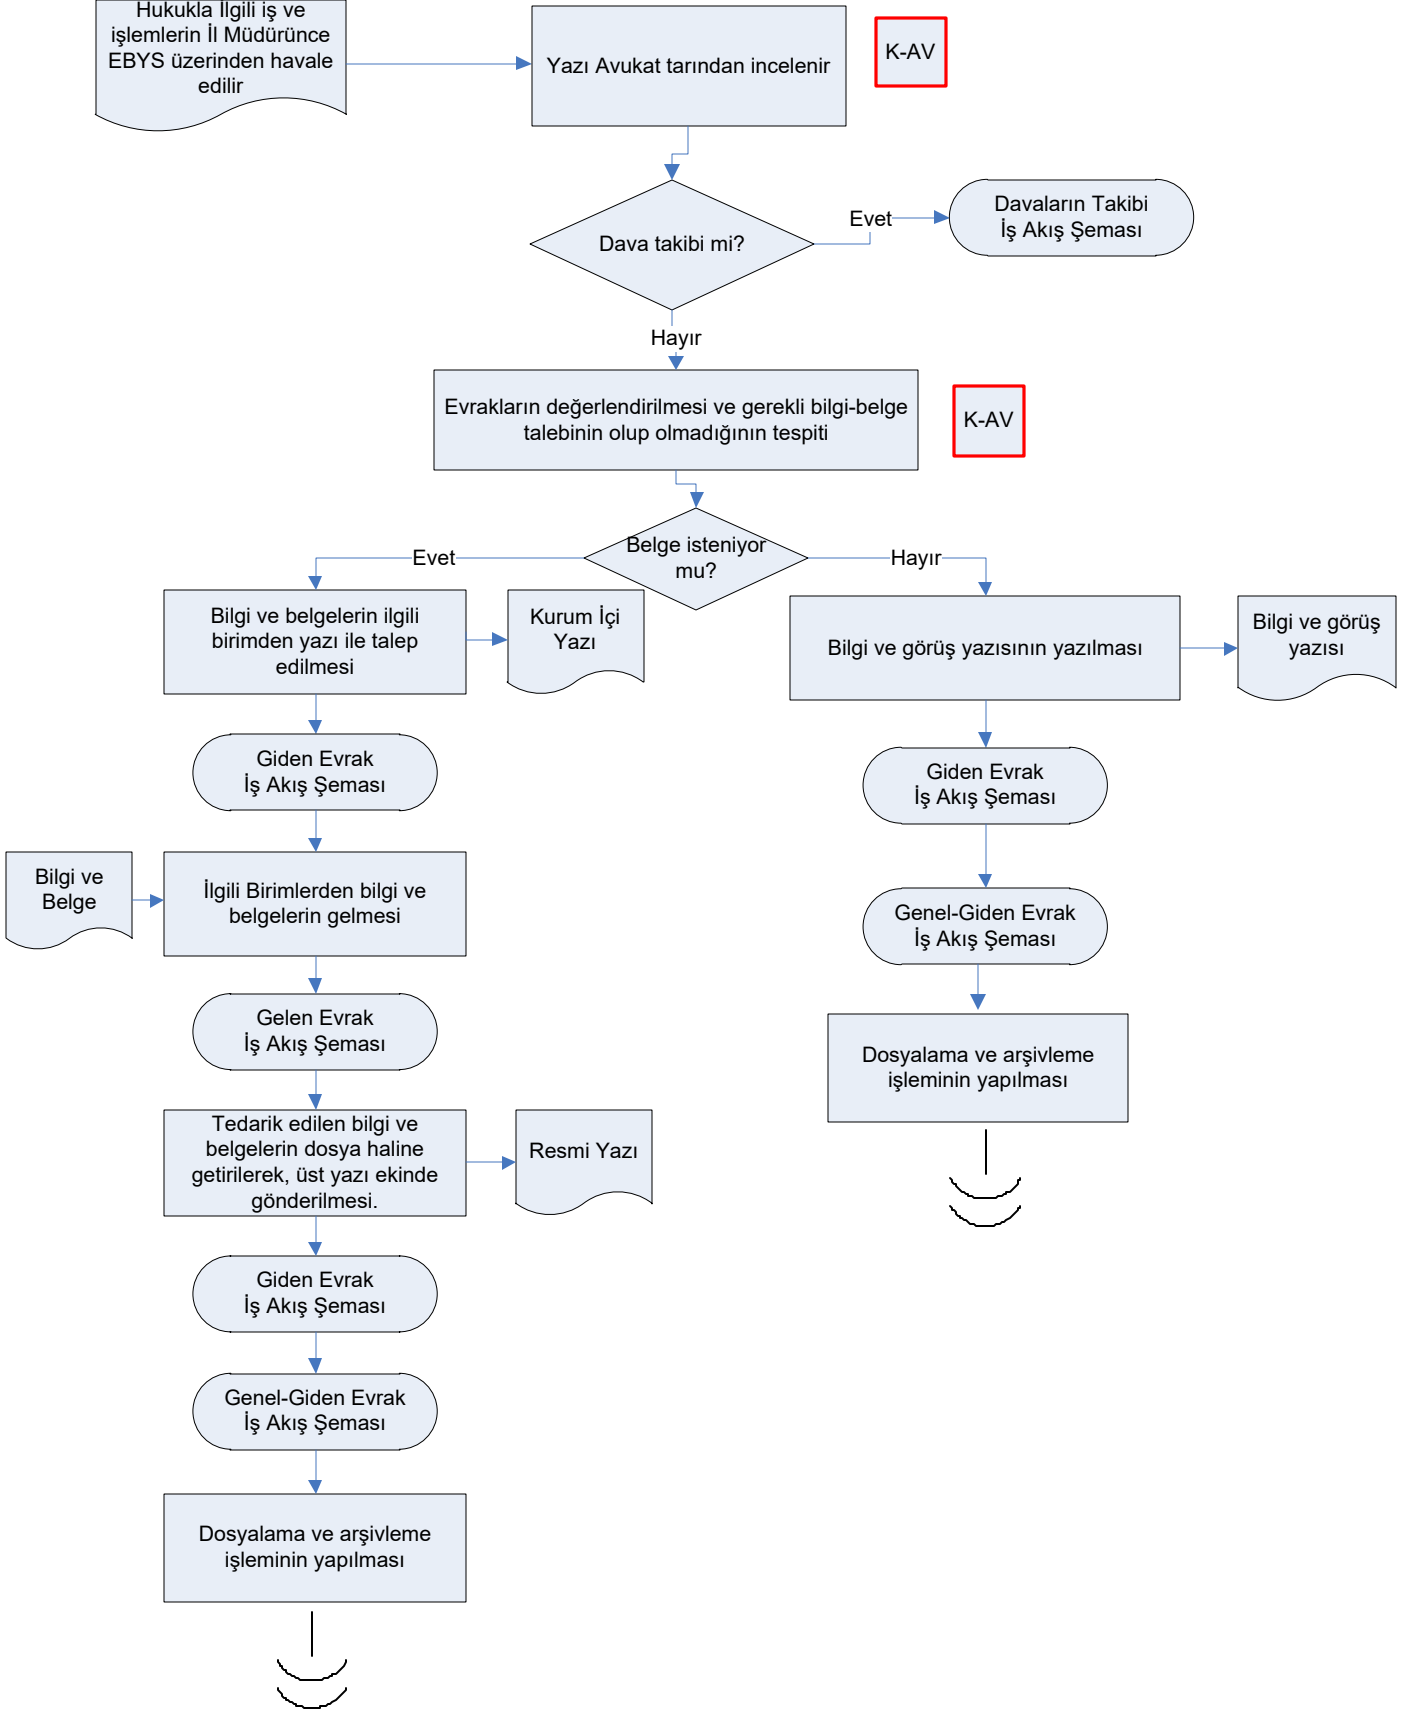 Hukukla İlgili iş ve
işlemlerin İl Müdürünce
EBYS üzerinden havale
edilir
Yazı Avukat tarından incelenir
K-AV
Dava takibi mi?
Evet
Davaların Takibi
İş Akış Şeması
Hayır
Evrakların değerlendirilmesi ve gerekli bilgi-belge
talebinin olup olmadığının tespiti
K-AV
Belge isteniyor
mu?
Evet
Hayır
Bilgi ve belgelerin ilgili
birimden yazı ile talep
edilmesi
Kurum İçi
Yazı
Bilgi ve görüş yazısının yazılması
Bilgi ve görüş
yazısı
Giden Evrak
İş Akış Şeması
Giden Evrak
İş Akış Şeması
Bilgi ve
Belge
İlgili Birimlerden bilgi ve
belgelerin gelmesi
Genel-Giden Evrak
İş Akış Şeması
Gelen Evrak
İş Akış Şeması
Dosyalama ve arşivleme
işleminin yapılması
Tedarik edilen bilgi ve
belgelerin dosya haline
getirilerek, üst yazı ekinde
gönderilmesi.
Resmi Yazı
Giden Evrak
İş Akış Şeması
Genel-Giden Evrak
İş Akış Şeması
Dosyalama ve arşivleme
işleminin yapılması